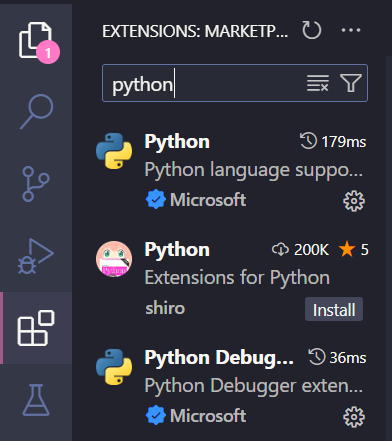 EXTENSIONS: MARKETP...
1
python
Python 179ms
Python language suppo...
Microsoft
Python 200K 5
Extensions for Python
shiro Install
Python Debug... 36ms
Python Debugger exten...
Microsoft